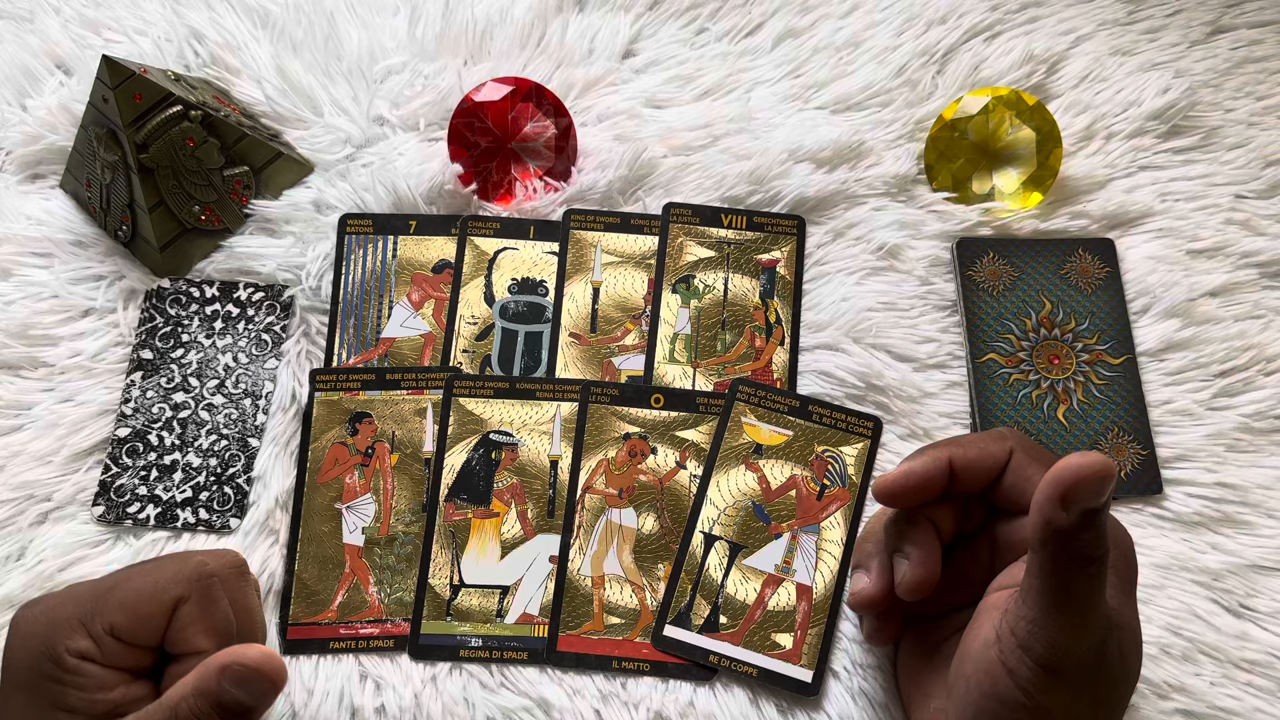 WANDS 7
BATONS
CHALICES I
COUPES
KING OF SWORDS
ROI D'EPEES
JUSTICE VIII GERECHTIGKEIT
LA JUSTICE LA JUSTICIA
KNAVE OF SWORDS BUBE DER SCHWERT
VALET D'EPEES SOTA DE ESPA
FANTE DI SPADE
QUEEN OF SWORDS KÖNIGIN DER SCHWER
REINE D'EPEES REINA DE ESPA
REGINA DI SPADE
THE FOOL O DER NAR
LE FOU EL LOC
IL MATTO
KING OF CHALICES KÖNIG DER KELCHE
ROI DE COUPES EL REY DE COPAS
RE DI COPPE